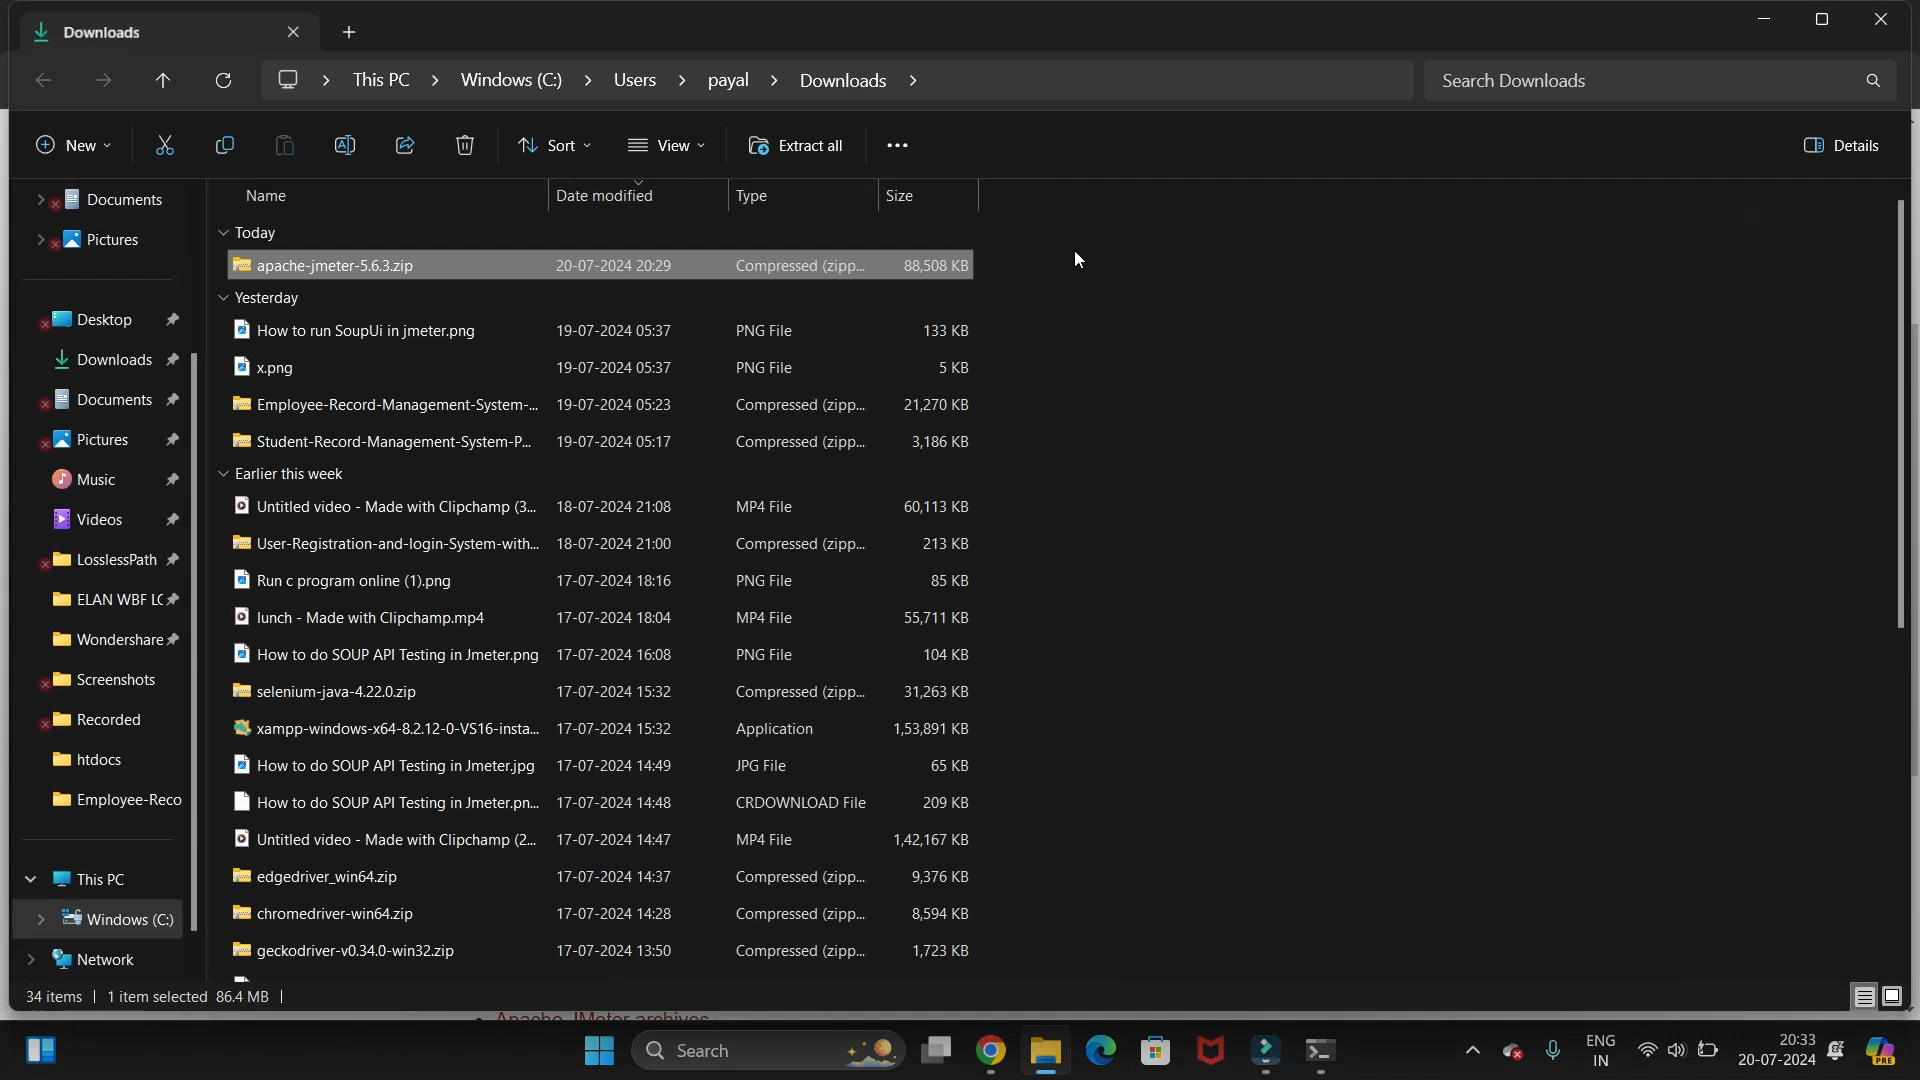 Downloads
This PC > Windows (C:) > Users > payal > Downloads >
Search Downloads
New
Sort
View
Extract all
Details
Name Date modified Type Size
Documents
Pictures
Desktop
Downloads
Documents
Pictures
Music
Videos
LosslessPath
ELAN WBF LC
Wondershare
Screenshots
Recorded
htdocs
Employee-Reco
This PC
Windows (C:)
Network
Today
apache-jmeter-5.6.3.zip 20-07-2024 20:29 Compressed (zipp... 88,508 KB
Yesterday
How to run SoupUi in jmeter.png 19-07-2024 05:37 PNG File 133 KB
x.png 19-07-2024 05:37 PNG File 5 KB
Employee-Record-Management-System-... 19-07-2024 05:23 Compressed (zipp... 21,270 KB
Student-Record-Management-System-P... 19-07-2024 05:17 Compressed (zipp... 3,186 KB
Earlier this week
Untitled video - Made with Clipchamp (3... 18-07-2024 21:08 MP4 File 60,113 KB
User-Registration-and-login-System-with... 18-07-2024 21:00 Compressed (zipp... 213 KB
Run c program online (1).png 17-07-2024 18:16 PNG File 85 KB
lunch - Made with Clipchamp.mp4 17-07-2024 18:04 MP4 File 55,711 KB
How to do SOUP API Testing in Jmeter.png 17-07-2024 16:08 PNG File 104 KB
selenium-java-4.22.0.zip 17-07-2024 15:32 Compressed (zipp... 31,263 KB
xampp-windows-x64-8.2.12-0-VS16-insta... 17-07-2024 15:32 Application 1,53,891 KB
How to do SOUP API Testing in Jmeter.jpg 17-07-2024 14:49 JPG File 65 KB
How to do SOUP API Testing in Jmeter.pn... 17-07-2024 14:48 CRDOWNLOAD File 209 KB
Untitled video - Made with Clipchamp (2... 17-07-2024 14:47 MP4 File 1,42,167 KB
edgedriver_win64.zip 17-07-2024 14:37 Compressed (zipp... 9,376 KB
chromedriver-win64.zip 17-07-2024 14:28 Compressed (zipp... 8,594 KB
geckodriver-v0.34.0-win32.zip 17-07-2024 13:50 Compressed (zipp... 1,723 KB
34 items | 1 item selected 86.4 MB |
Apache JMeter archives
Search
ENG
IN
20:33
20-07-2024
PRE